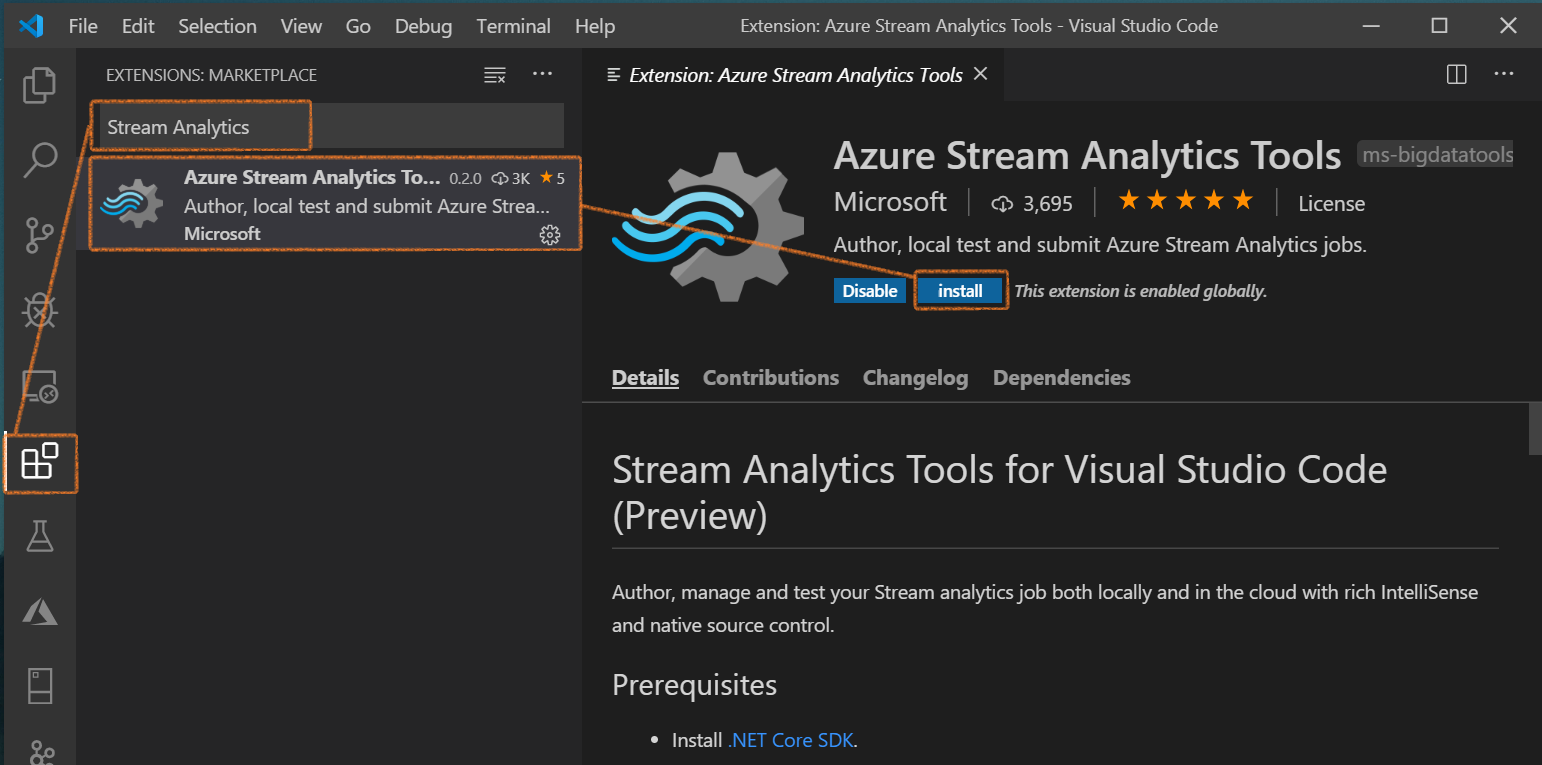 File Edit Selection View Go Debug Terminal Help
Extension: Azure Stream Analytics Tools - Visual Studio Code
EXTENSIONS: MARKETPLACE
Stream Analytics
Azure Stream Analytics To... 0.2.0 3K 5
Author, local test and submit Azure Strea...
Microsoft
Extension: Azure Stream Analytics Tools
Azure Stream Analytics Tools ms-bigdatatools
Microsoft 3,695 License
Author, local test and submit Azure Stream Analytics jobs.
Disable install This extension is enabled globally.
Details Contributions Changelog Dependencies
Stream Analytics Tools for Visual Studio Code
(Preview)
Author, manage and test your Stream analytics job both locally and in the cloud with rich IntelliSense
and native source control.
Prerequisites
• Install .NET Core SDK.